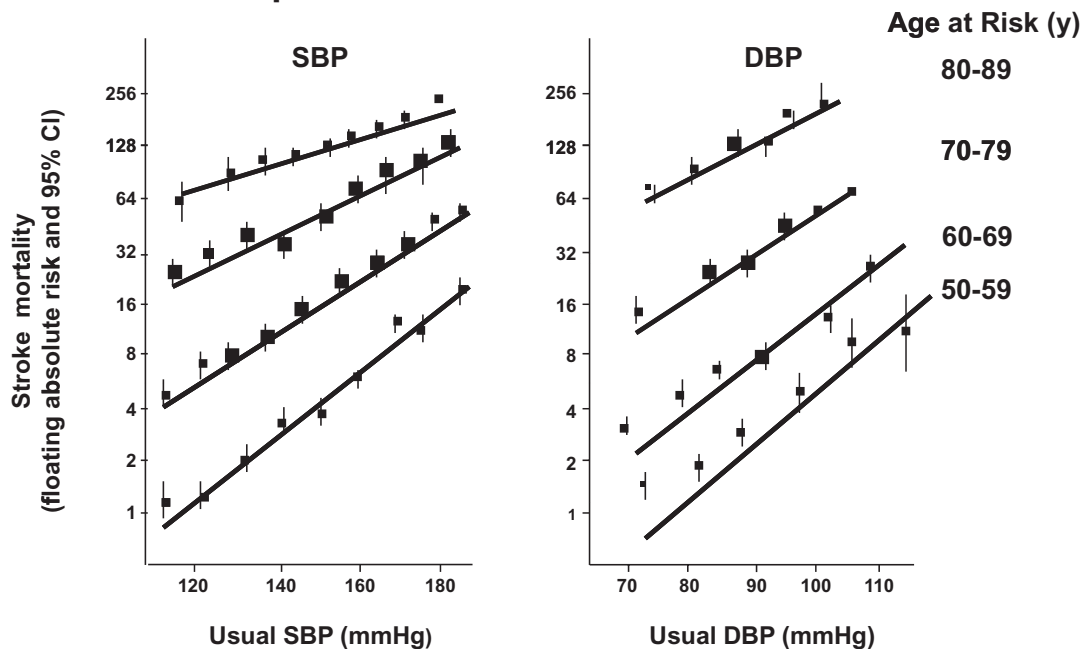 Age at Risk (y)
SBP
DBP
80-89
70-79
60-69
50-59
Stroke mortality
(floating absolute risk and 95% CI)
256
128
64
32
16
8
4
2
1
256
128
64
32
16
8
4
2
1
120 140 160 180
70 80 90 100 110
Usual SBP (mmHg)
Usual DBP (mmHg)